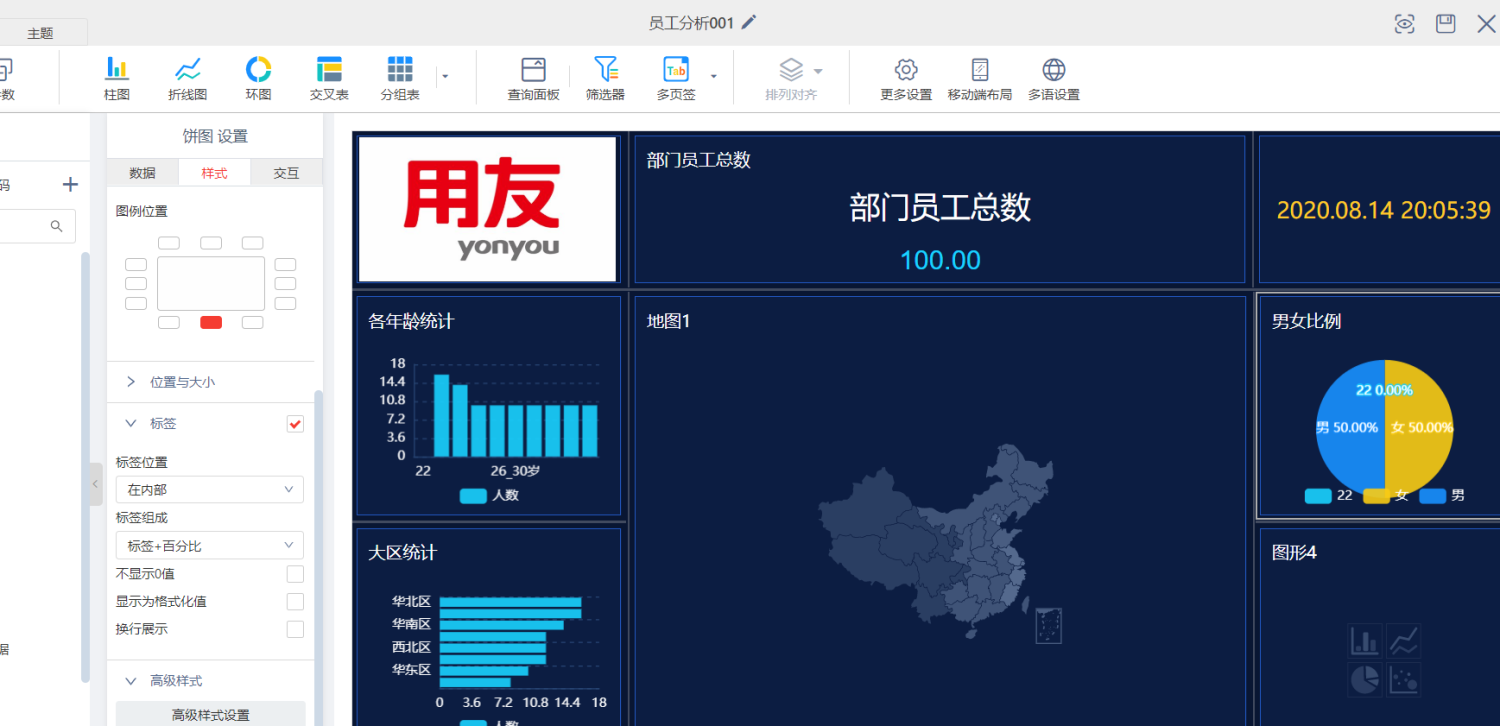 员工分析001
主题
数
柱图
折线图
环图
交叉表
分组表
查询面板
筛选器
Tab
多页签
排列对齐
更多设置
移动端布局
多语设置
码
据
饼图 设置
数据
样式
交互
图例位置
位置与大小
标签
标签位置
在内部
标签组成
标签+百分比
不显示0值
显示为格式化值
换行展示
高级样式
高级样式设置
用友
yonyou
部门员工总数
部门员工总数
100.00
2020.08.14 20:05:39
各年龄统计
18
14.4
10.8
7.2
3.6
0
22
26_30岁
人数
地图1
男女比例
22 0.00%
男 50.00%
女 50.00%
22
女
男
大区统计
华北区
华南区
西北区
华东区
0 3.6 7.2 10.8 14.4 18
人数
图形4